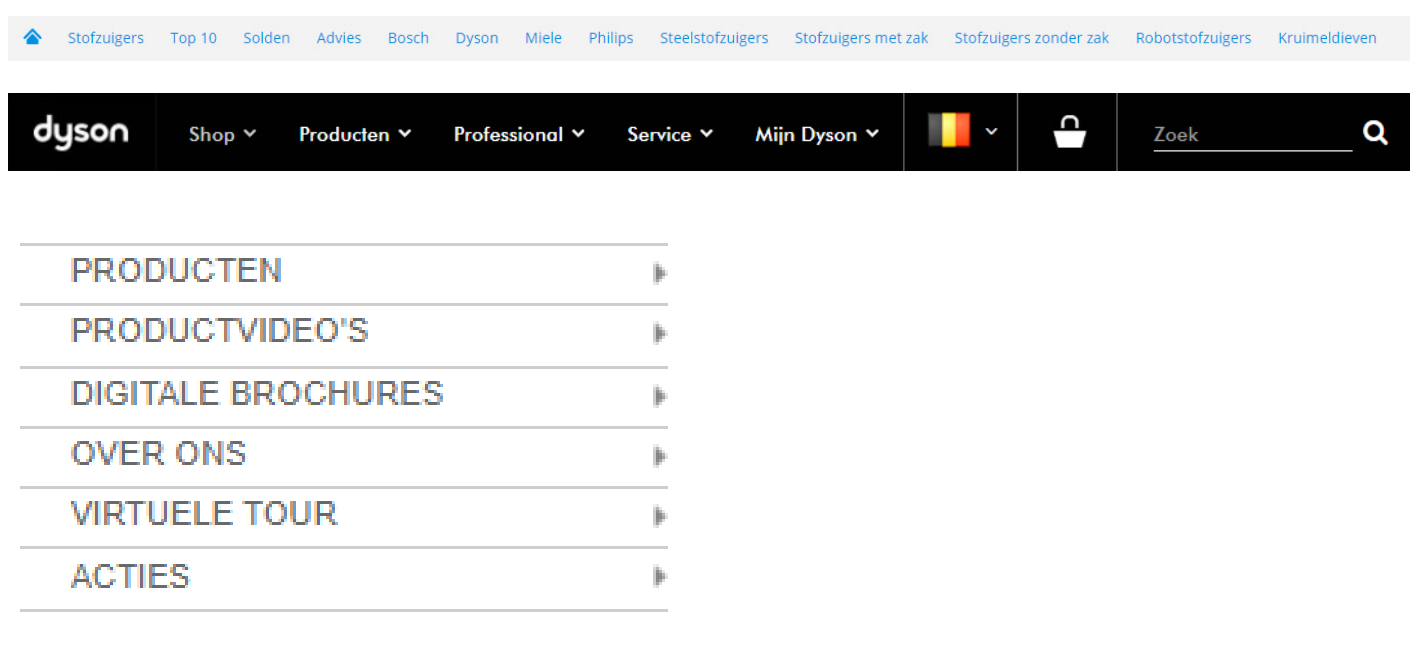 Stofzuigers Top 10 Solden Advies Bosch Dyson Miele Philips Steelstofzuigers Stofzuigers met zak Stofzuigers zonder zak Robotstofzuigers Kruimeldieven
dyson Shop Producten Professional Service Mijn Dyson Zoek
PRODUCTEN
PRODUCTVIDEO'S
DIGITALE BROCHURES
OVER ONS
VIRTUELE TOUR
ACTIES